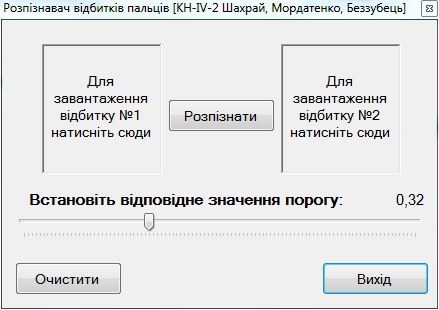 Розпізнавач відбитків пальців [КН-IV-2 Шахрай, Мордатенко, Беззубець]
Для
завантаження
відбитку №1
натисніть сюди
Розпізнати
Для
завантаження
відбитку №2
натисніть сюди
Встановіть відповідне значення порогу: 0,32
Очистити
Вихід